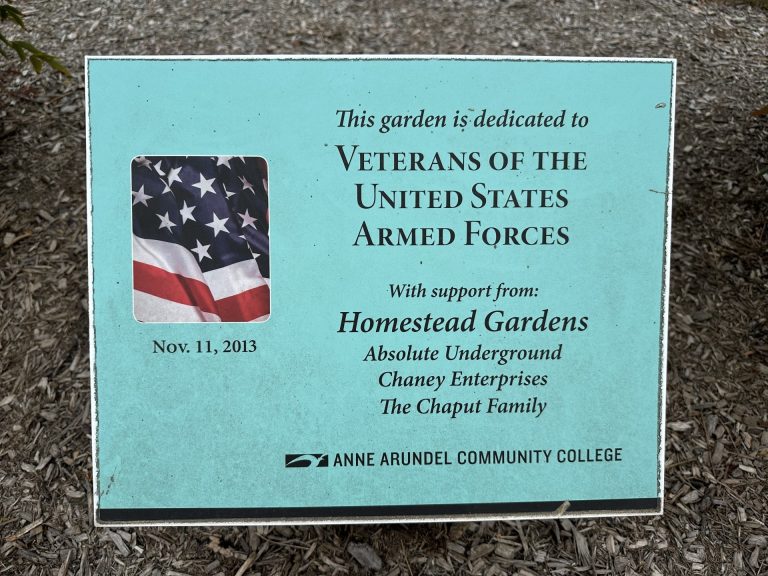 This garden is dedicated to
VETERANS OF THE
UNITED STATES
ARMED FORCES
With support from:
Homestead Gardens
Absolute Underground
Chaney Enterprises
The Chaput Family
Nov. 11, 2013
ANNE ARUNDEL COMMUNITY COLLEGE